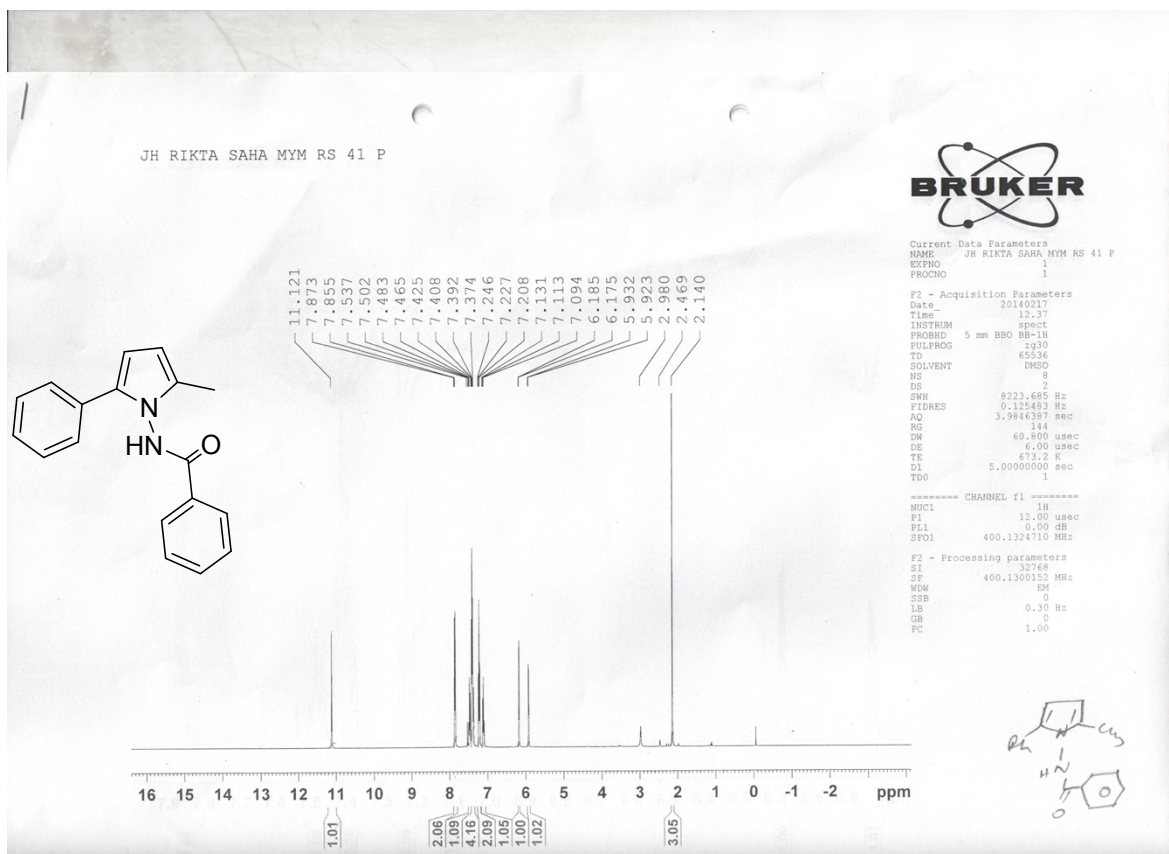 JH RIKTA SAHA MYM RS 41 P
BRUKER
Current Data Parameters
NAME JH RIKTA SAHA MYM RS 41 P
EXPNO 1
PROCNO 1
F2 - Acquisition Parameters
Date_ 20140217
Time 12.37
INSTRUM spect
PROBHD 5 mm BBO BB-1H
PULPROG zg30
TD 65536
SOLVENT DMSO
NS 8
DS 2
SWH 8223.685 Hz
FIDRES 0.125483 Hz
AQ 3.9846387 sec
RG 144
DW 60.800 usec
DE 6.00 usec
TE 673.2 K
D1 5.00000000 sec
TD0 1
======== CHANNEL f1 ========
NUC1 1H
P1 12.00 usec
PL1 0.00 dB
SFO1 400.1324710 MHz
F2 - Processing parameters
SI 32768
SF 400.1300152 MHz
WDW EM
SSB 0
LB 0.30 Hz
GB 0
PC 1.00
11.121
7.873
7.855
7.537
7.502
7.483
7.465
7.425
7.408
7.392
7.374
7.246
7.227
7.208
7.131
7.113
7.094
6.185
6.175
5.932
5.923
2.980
2.469
2.140
N
HN
O
16 15 14 13 12 11 10 9 8 7 6 5 4 3 2 1 0 -1 -2 ppm
1.01
2.06
1.09
4.16
2.09
1.05
1.00
1.02
3.05
Ph N CH3
H N
O